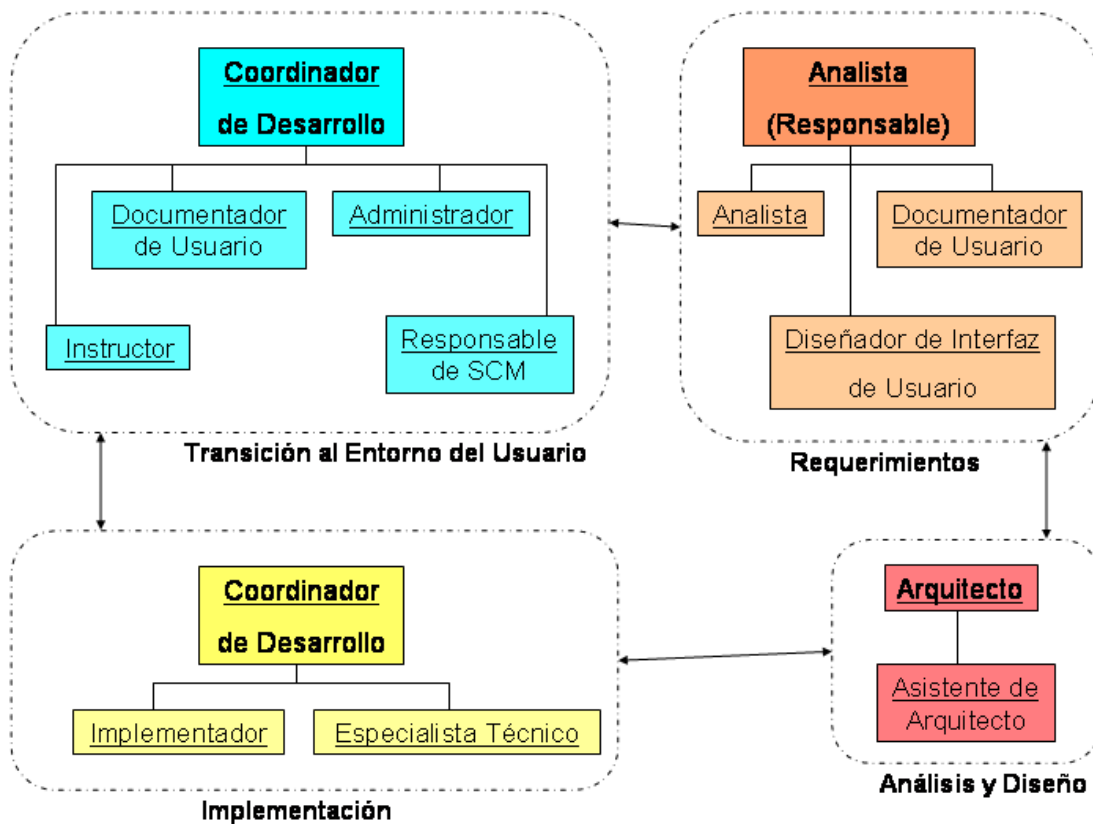 Coordinador
de Desarrollo
Documentador
de Usuario
Administrador
Instructor
Responsable
de SCM
Transición al Entorno del Usuario
Analista
(Responsable)
Analista
Documentador
de Usuario
Diseñador de Interfaz
de Usuario
Requerimientos
Coordinador
de Desarrollo
Implementador
Especialista Técnico
Implementación
Arquitecto
Asistente de
Arquitecto
Análisis y Diseño